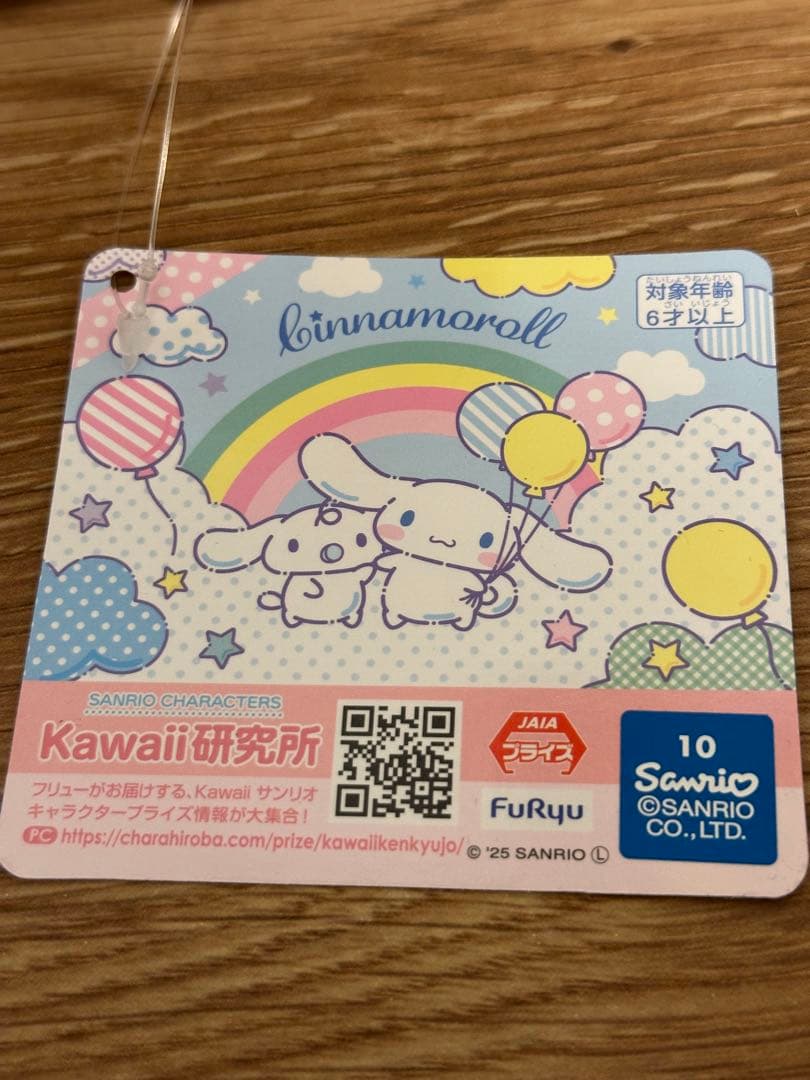 Cinnamoroll
たいしょうねんれい
対象年齢
さい いじょう
6才以上
SANRIO CHARACTERS
Kawaii研究所
フリューがお届けする、Kawaii サンリオ
キャラクタープライズ情報が大集合!
PC https://charahiroba.com/prize/kawaiikenkyujo/
JAIA
プライズ
FuRyu
© '25 SANRIO Ⓛ
10
Sanrio
©SANRIO
CO.,LTD.